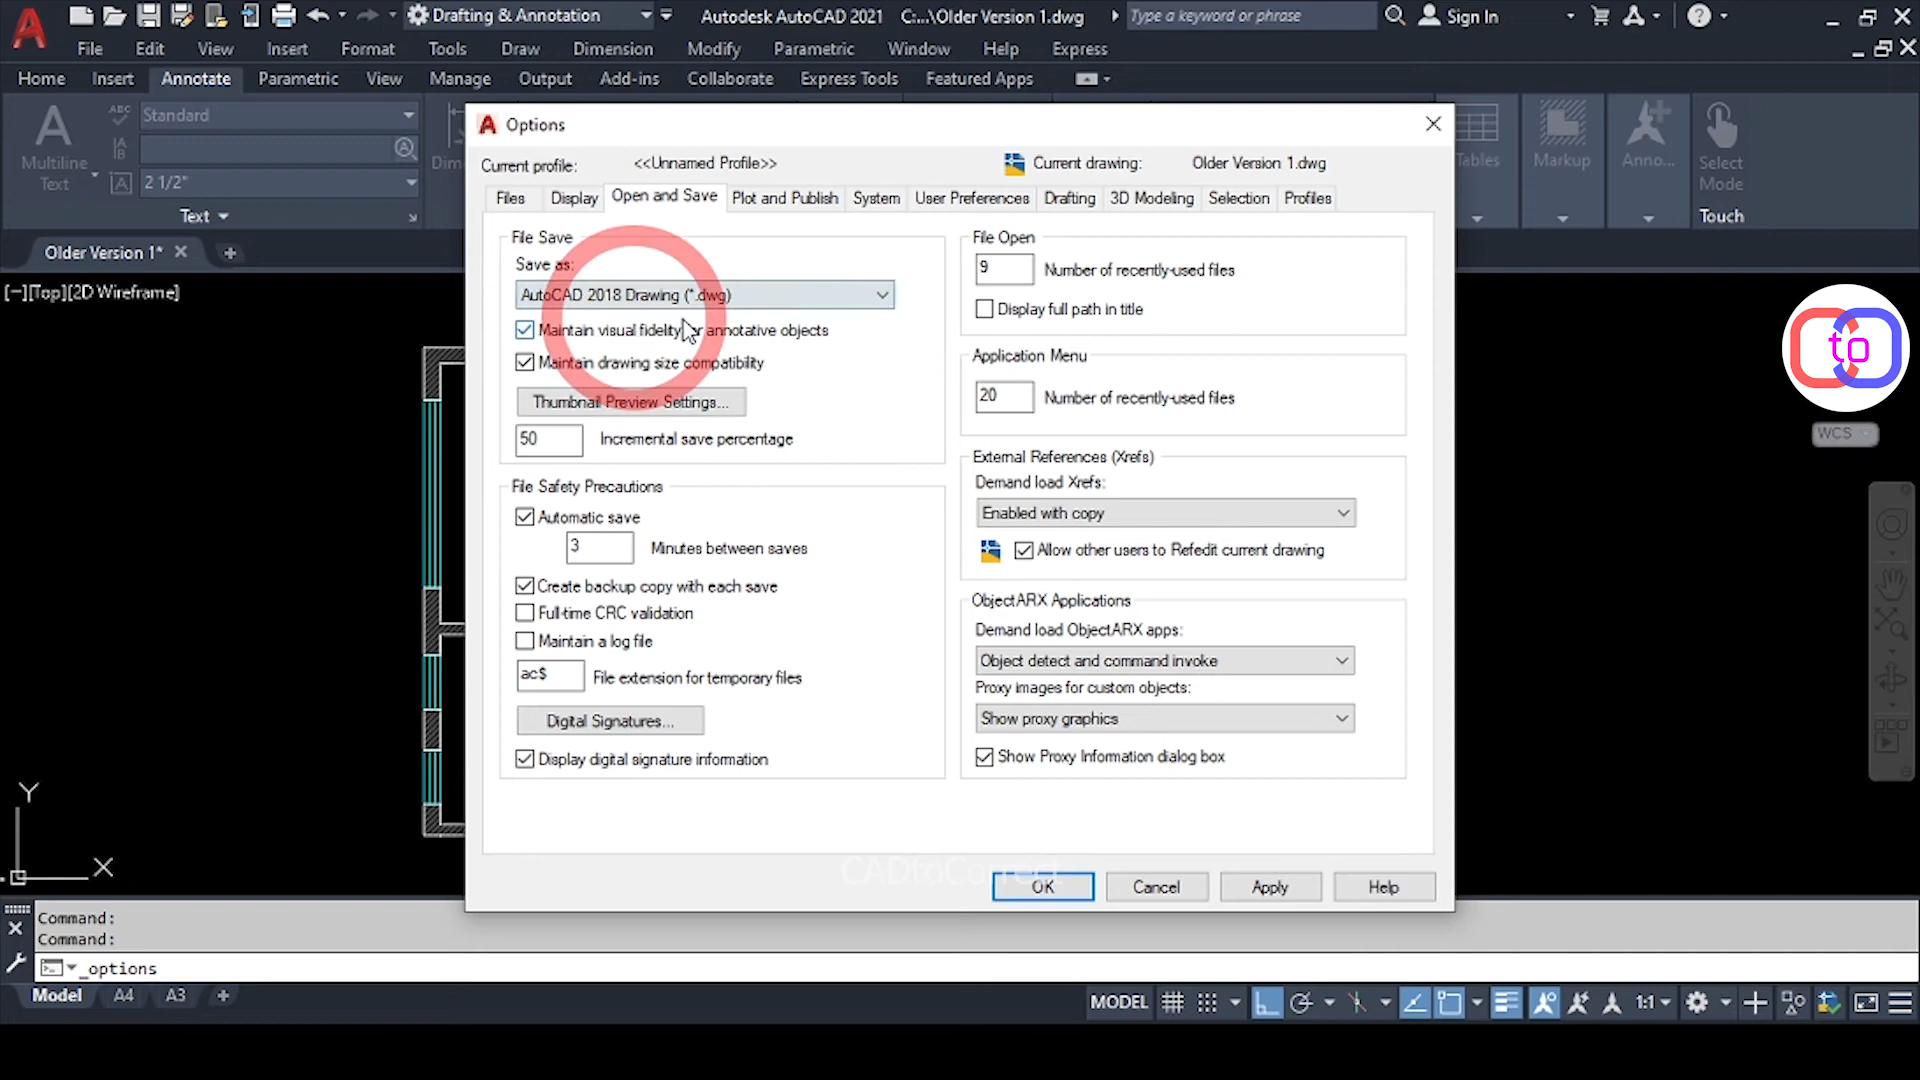 Drafting & Annotation
Autodesk AutoCAD 2021 C:...\Older Version 1.dwg
Type a keyword or phrase
Sign In
File Edit View Insert Format Tools Draw Dimension Modify Parametric Window Help Express
Home Insert Annotate Parametric View Manage Output Add-ins Collaborate Express Tools Featured Apps
ABC
A
Multiline
Text
Standard
2 1/2"
Text
Tables
Markup
Anno...
Select
Mode
Touch
Older Version 1*
[−][Top][2D Wireframe]
Options
Current profile: <<Unnamed Profile>> Current drawing: Older Version 1.dwg
Files Display Open and Save Plot and Publish System User Preferences Drafting 3D Modeling Selection Profiles
File Save
Save as:
AutoCAD 2018 Drawing (*.dwg)
Maintain visual fidelity for annotative objects
Maintain drawing size compatibility
Thumbnail Preview Settings...
50 Incremental save percentage
File Safety Precautions
Automatic save
3 Minutes between saves
Create backup copy with each save
Full-time CRC validation
Maintain a log file
ac$ File extension for temporary files
Digital Signatures...
Display digital signature information
File Open
9 Number of recently-used files
Display full path in title
Application Menu
20 Number of recently-used files
External References (Xrefs)
Demand load Xrefs:
Enabled with copy
Allow other users to Refedit current drawing
ObjectARX Applications
Demand load ObjectARX apps:
Object detect and command invoke
Proxy images for custom objects:
Show proxy graphics
Show Proxy Information dialog box
CADtoCorrect
OK Cancel Apply Help
to
WCS
Y
X
Command:
Command:
_options
Model A4 A3
MODEL
1:1